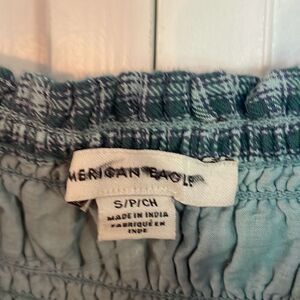 MERICAN EAGLE
S/P/CH
MADE IN INDIA
FABRIQUÉ EN
INDE